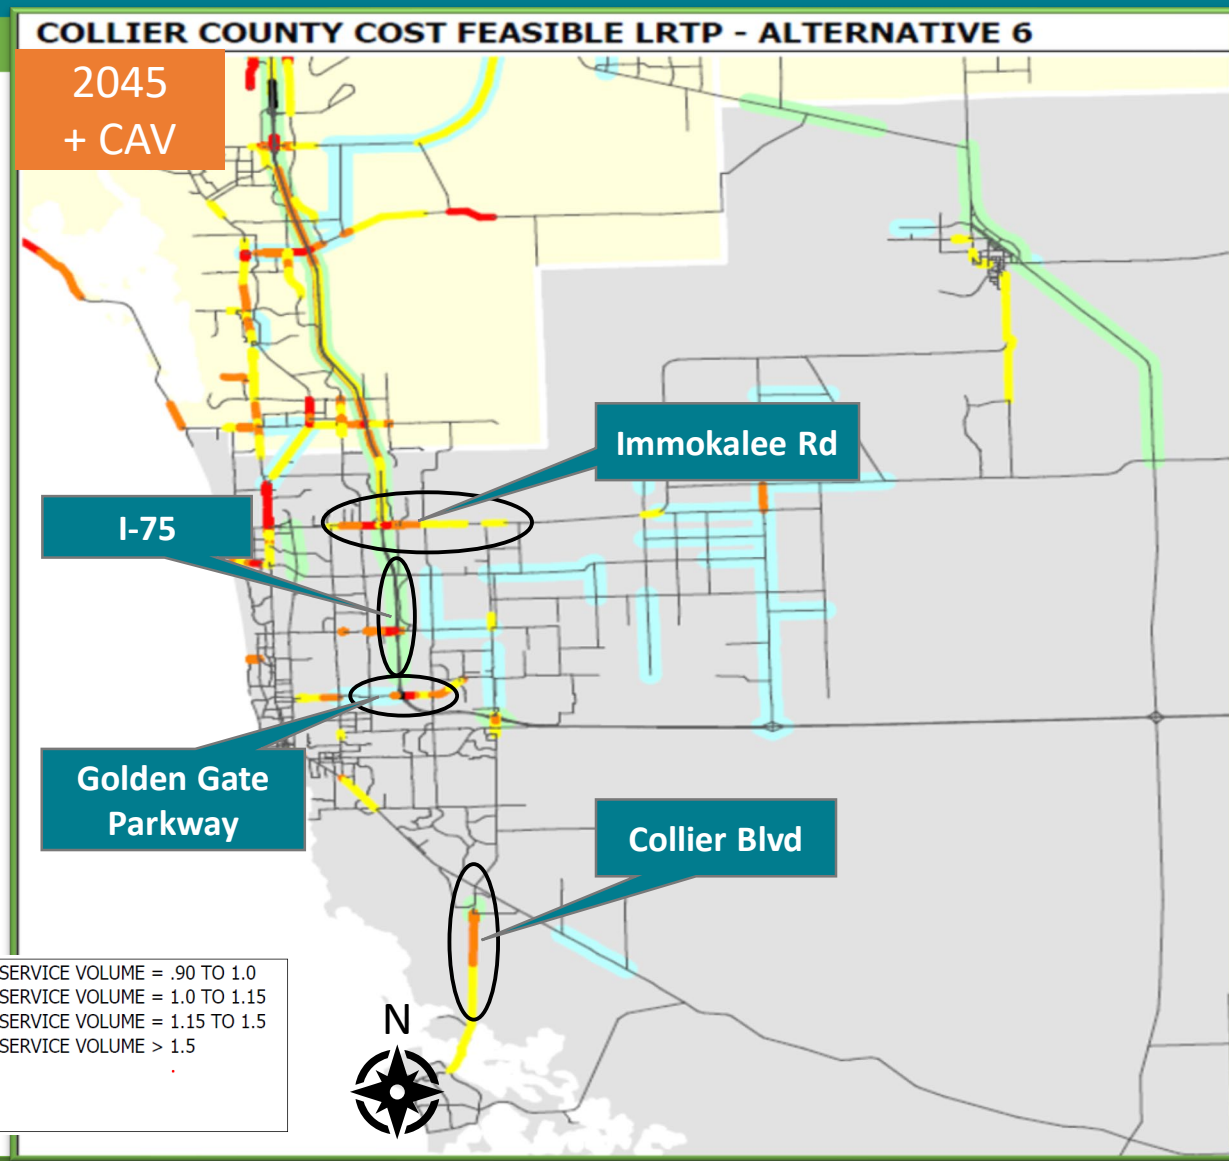 COLLIER COUNTY COST FEASIBLE LRTP - ALTERNATIVE 6
2045
+ CAV
Immokalee Rd
I-75
Golden Gate
Parkway
Collier Blvd
SERVICE VOLUME = .90 TO 1.0
SERVICE VOLUME = 1.0 TO 1.15
SERVICE VOLUME = 1.15 TO 1.5
SERVICE VOLUME > 1.5
N